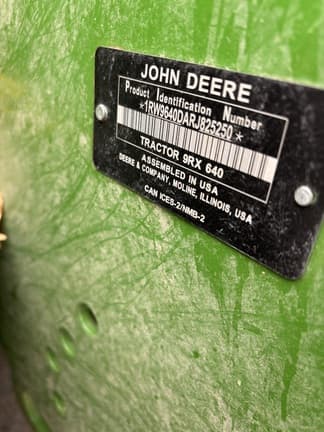 JOHN DEERE
Product Identification Number
*1RW9640DARJ825250*
TRACTOR 9RX 640
ASSEMBLED IN USA
DEERE & COMPANY, MOLINE, ILLINOIS, USA
CAN ICES-2/NMB-2